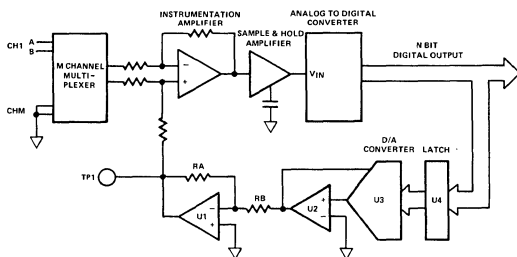 INSTRUMENTATION
AMPLIFIER
ANALOG TO DIGITAL
CONVERTER
SAMPLE & HOLD
AMPLIFIER
N BIT
DIGITAL OUTPUT
CH1 A
B
M CHANNEL
MULTI-
PLEXER
CHM
−
+
VIN
D/A
CONVERTER
LATCH
TP1
RA
U1
−
+
RB
U2
+
−
U3
U4